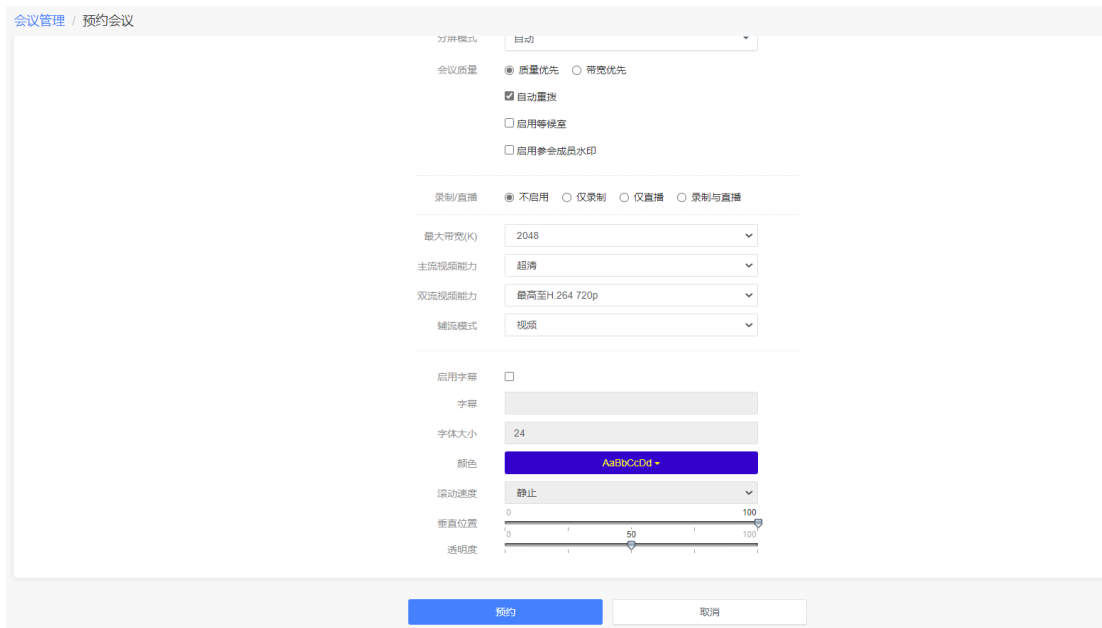 会议管理 / 预约会议
分屏模式 自动
会议质量 质量优先 带宽优先
自动重拨
启用等候室
启用参会成员水印
录制/直播 不启用 仅录制 仅直播 录制与直播
最大带宽(K) 2048
主流视频能力 超清
双流视频能力 最高至H.264 720p
辅流模式 视频
启用字幕
字幕
字体大小 24
颜色 AaBbCcDd
滚动速度 静止
0 100
垂直位置
0 50 100
透明度
预约 取消